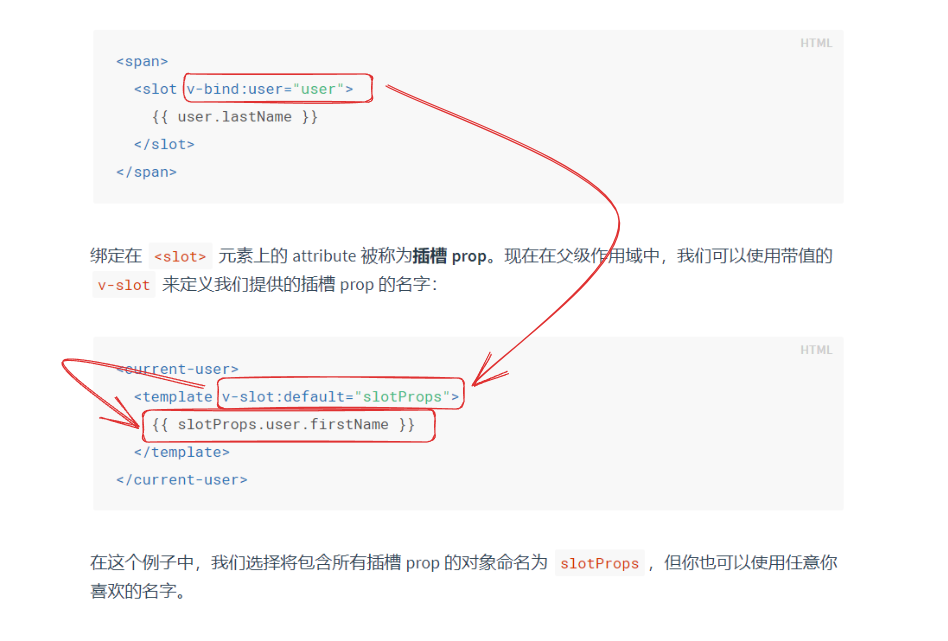 HTML
<span>
<slot v-bind:user="user">
{{ user.lastName }}
</slot>
</span>
绑定在 <slot> 元素上的 attribute 被称为插槽 prop。现在在父级作用域中，我们可以使用带值的
v-slot 来定义我们提供的插槽 prop 的名字：
HTML
<current-user>
<template v-slot:default="slotProps">
{{ slotProps.user.firstName }}
</template>
</current-user>
在这个例子中，我们选择将包含所有插槽 prop 的对象命名为 slotProps ，但你也可以使用任意你
喜欢的名字。